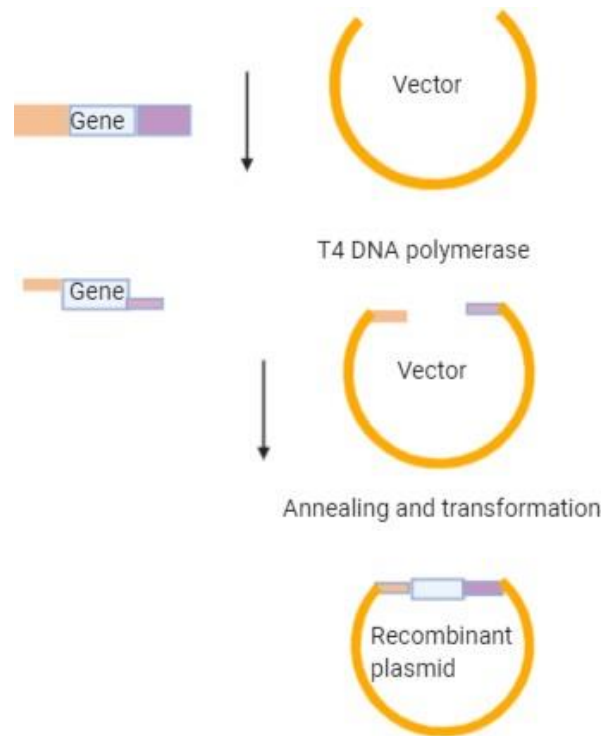 Vector
Gene
T4 DNA polymerase
Gene
Vector
Annealing and transformation
Recombinant
plasmid